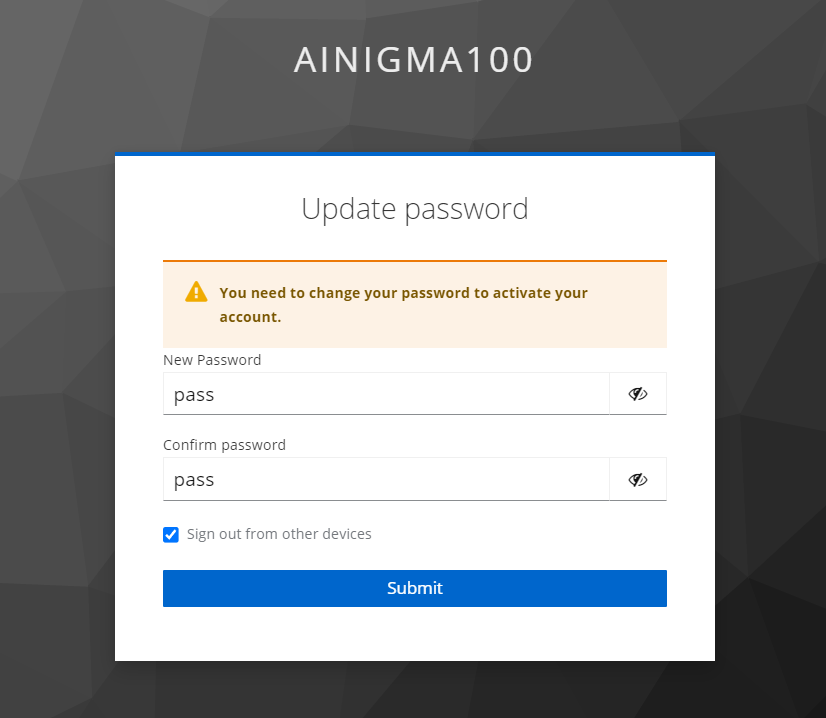 AINIGMA100
Update password
You need to change your password to activate your
account.
New Password
pass
Confirm password
pass
Sign out from other devices
Submit